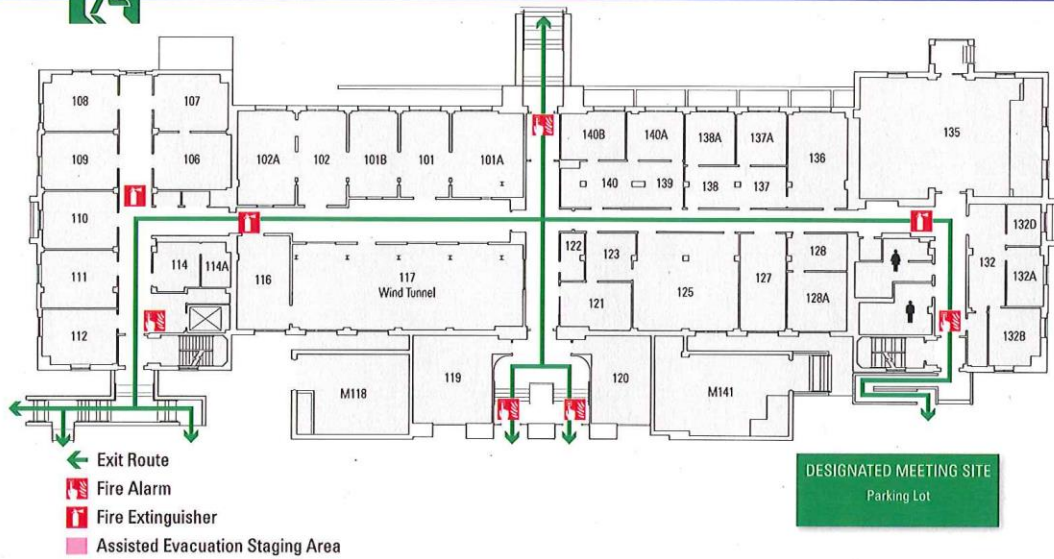 108
107
109
106
102A
102
101B
101
101A
140B
140A
138A
137A
136
135
140
139
138
137
110
111
112
114
114A
116
117
Wind Tunnel
122
123
121
125
127
128
128A
132
132D
132A
132B
M118
119
120
M141
Exit Route
Fire Alarm
Fire Extinguisher
Assisted Evacuation Staging Area
DESIGNATED MEETING SITE
Parking Lot